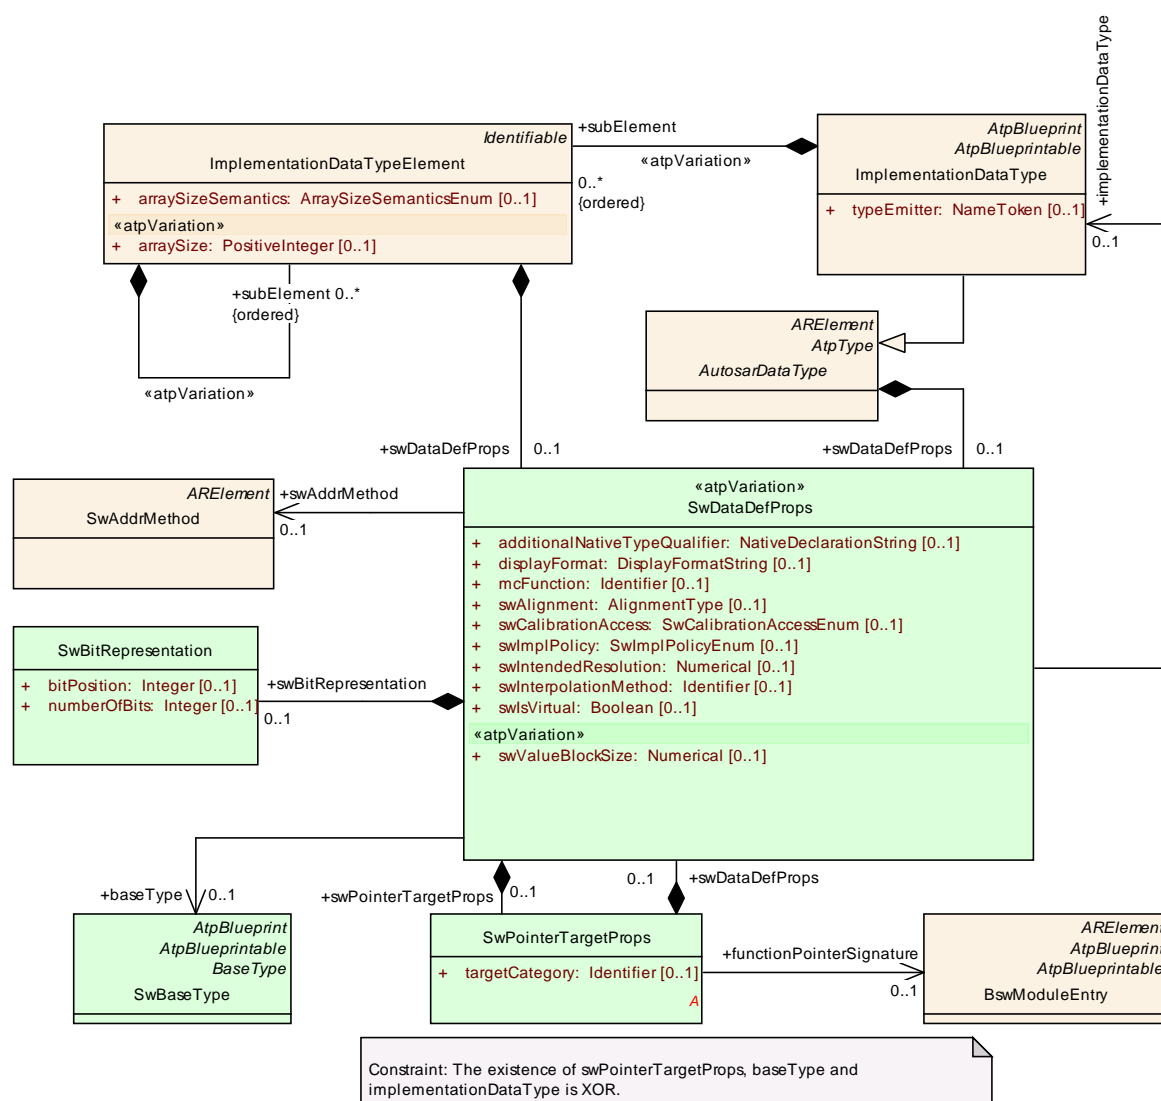 +implementationDataType
Identifiable
ImplementationDataTypeElement
+ arraySizeSemantics: ArraySizeSemanticsEnum [0..1]
«atpVariation»
+ arraySize: PositiveInteger [0..1]
+subElement
«atpVariation»
0..*
{ordered}
AtpBlueprint
AtpBlueprintable
ImplementationDataType
+ typeEmitter: NameToken [0..1]
0..1
+subElement 0..*
{ordered}
«atpVariation»
ARElement
AtpType
AutosarDataType
+swDataDefProps 0..1
+swDataDefProps 0..1
ARElement
SwAddrMethod
+swAddrMethod
0..1
«atpVariation»
SwDataDefProps
+ additionalNativeTypeQualifier: NativeDeclarationString [0..1]
+ displayFormat: DisplayFormatString [0..1]
+ mcFunction: Identifier [0..1]
+ swAlignment: AlignmentType [0..1]
+ swCalibrationAccess: SwCalibrationAccessEnum [0..1]
+ swImplPolicy: SwImplPolicyEnum [0..1]
+ swIntendedResolution: Numerical [0..1]
+ swInterpolationMethod: Identifier [0..1]
+ swIsVirtual: Boolean [0..1]
«atpVariation»
+ swValueBlockSize: Numerical [0..1]
SwBitRepresentation
+ bitPosition: Integer [0..1]
+ numberOfBits: Integer [0..1]
+swBitRepresentation
0..1
+baseType 0..1
+swPointerTargetProps 0..1
0..1 +swDataDefProps
AtpBlueprint
AtpBlueprintable
BaseType
SwBaseType
SwPointerTargetProps
+ targetCategory: Identifier [0..1]
A
+functionPointerSignature
0..1
ARElement
AtpBlueprint
AtpBlueprintable
BswModuleEntry
Constraint: The existence of swPointerTargetProps, baseType and
implementationDataType is XOR.